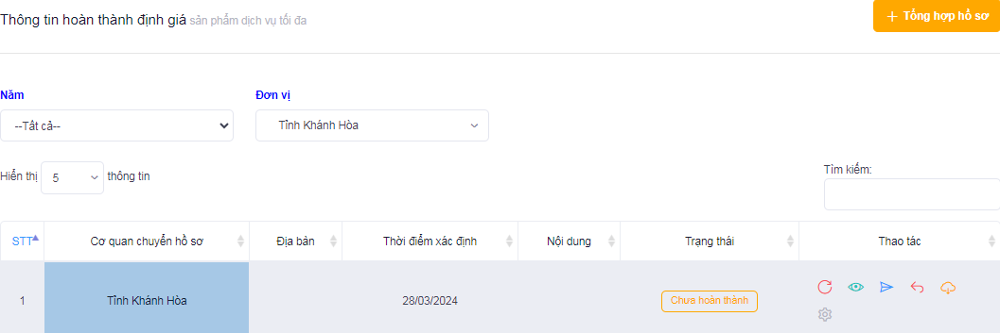 Thông tin hoàn thành định giá sản phẩm dịch vụ tối đa
+ Tổng hợp hồ sơ
Năm
Đơn vị
--Tất cả--
Tỉnh Khánh Hòa
Hiển thị 5 thông tin
Tìm kiếm:
STT Cơ quan chuyển hồ sơ Địa bàn Thời điểm xác định Nội dung Trạng thái Thao tác
1 Tỉnh Khánh Hòa 28/03/2024 Chưa hoàn thành